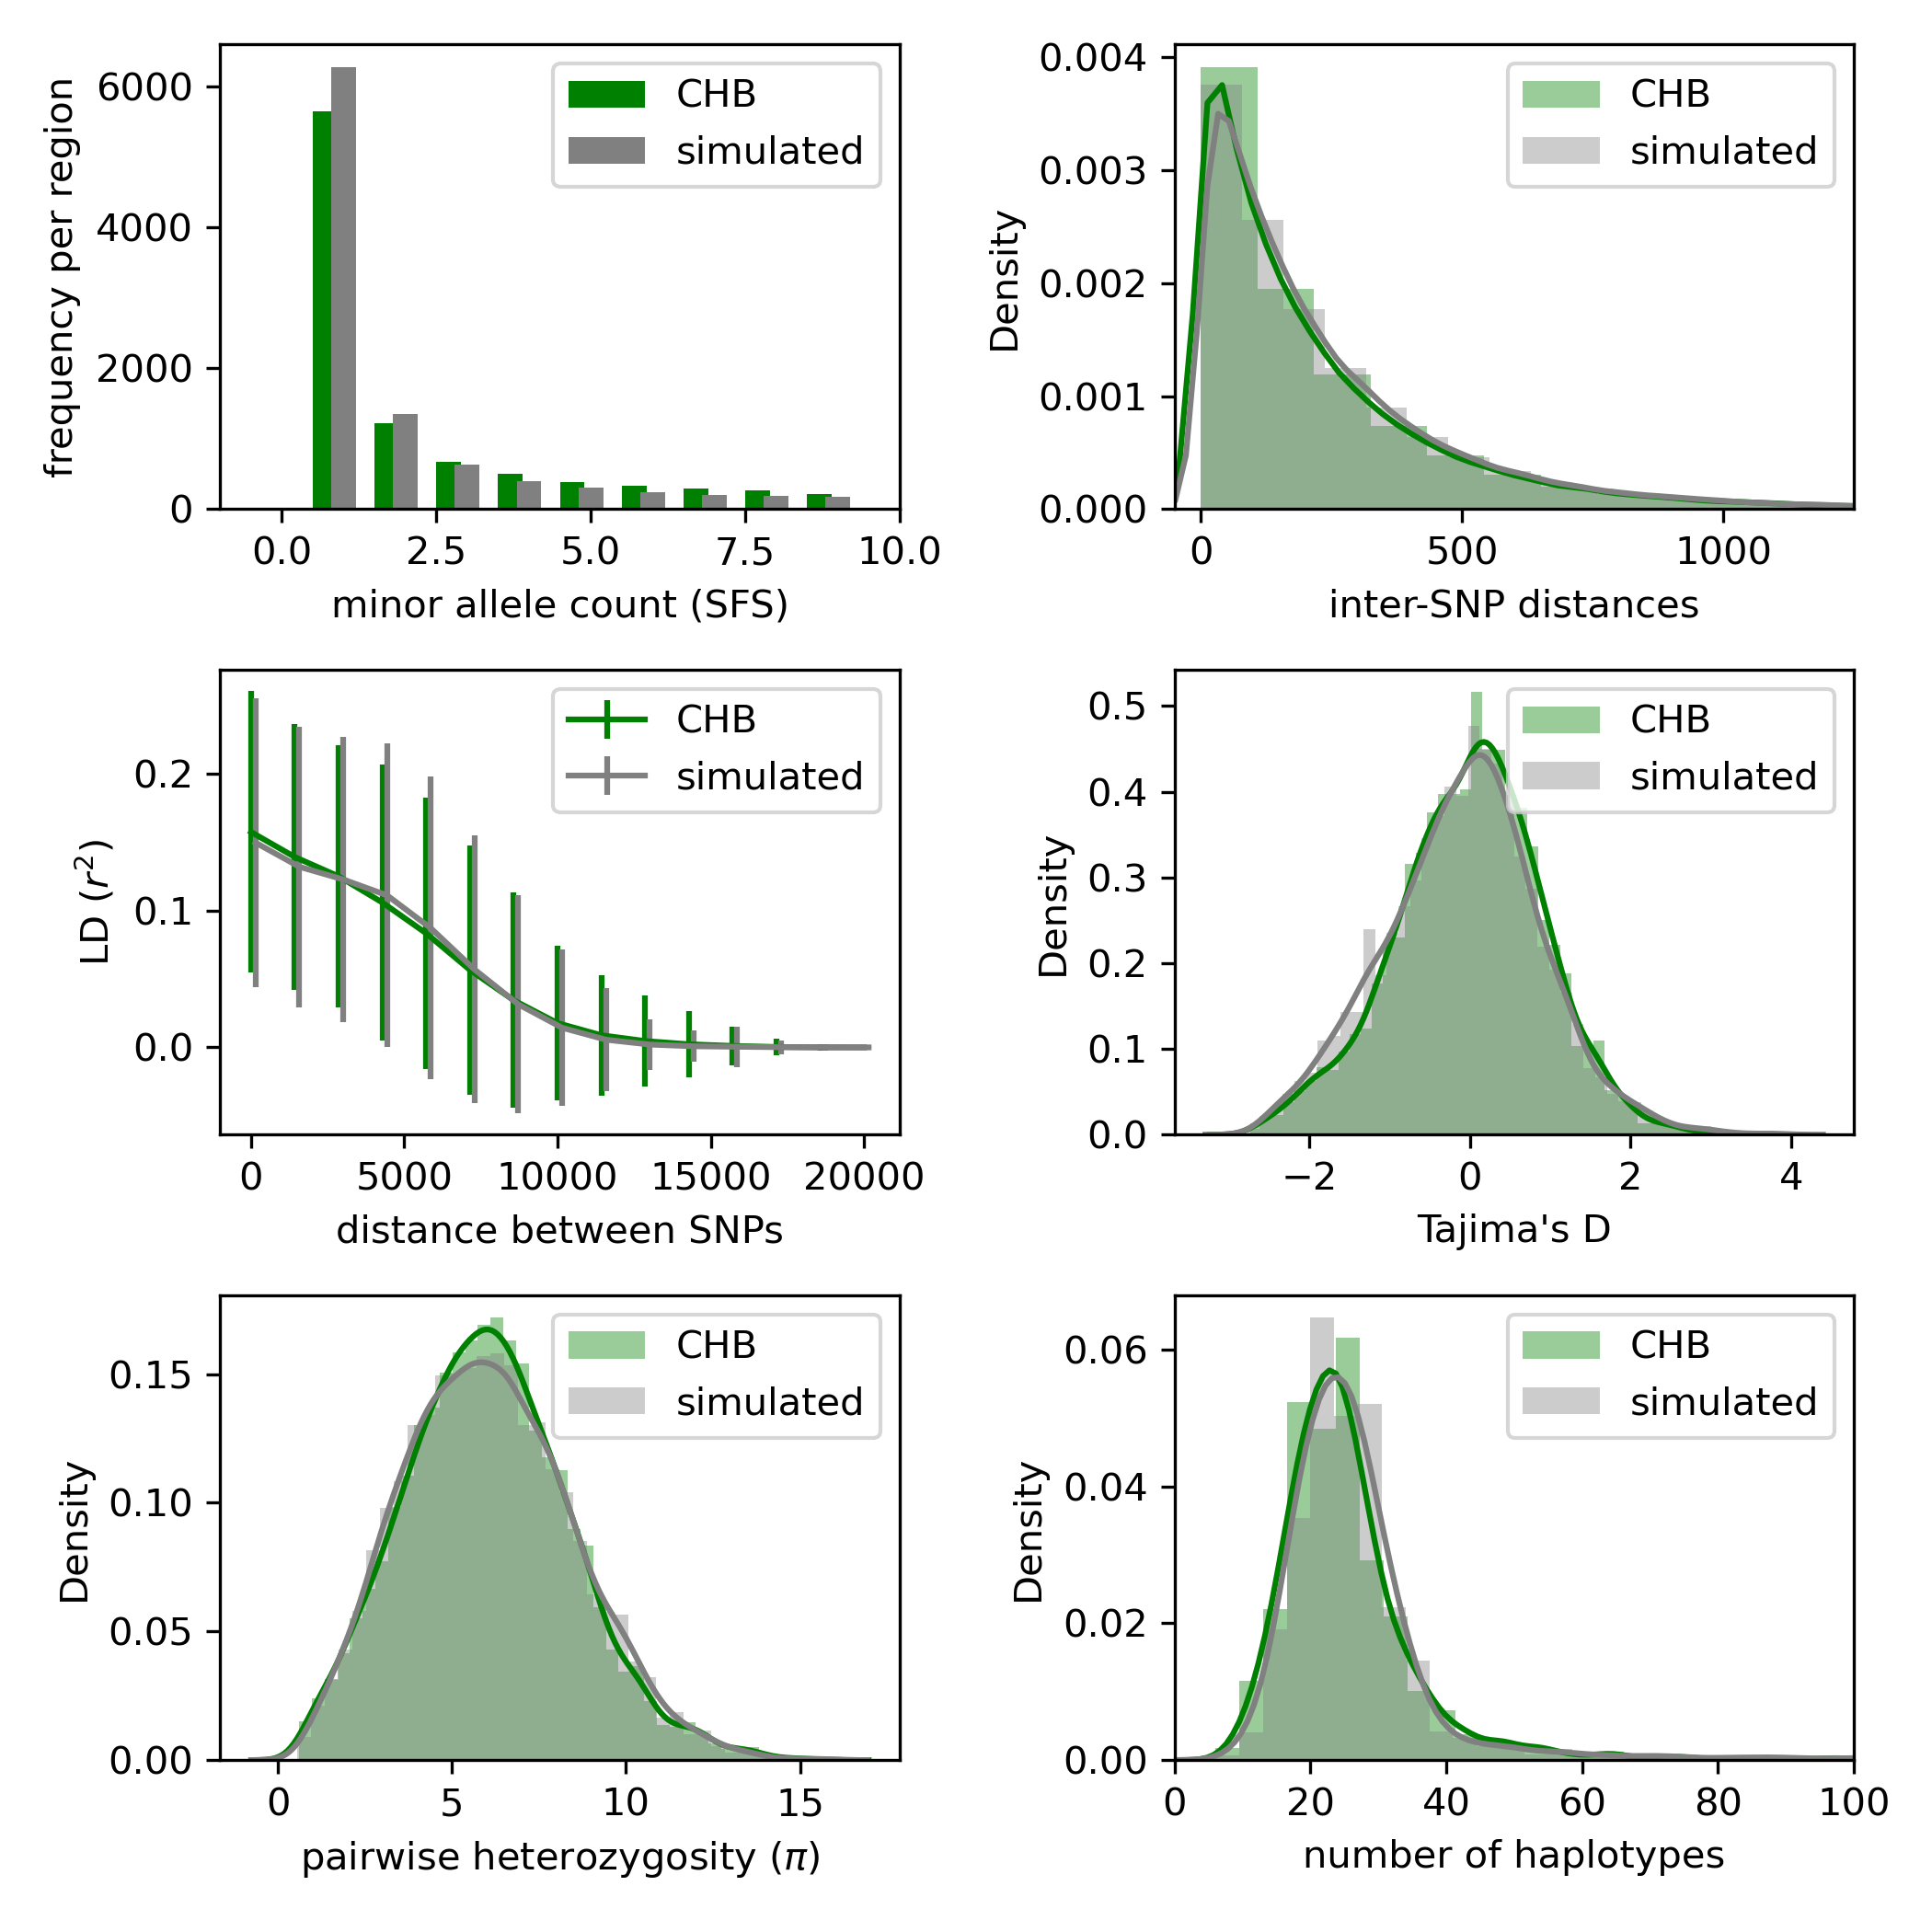 frequency per region
6000
4000
2000
0
0.0 2.5 5.0 7.5 10.0
minor allele count (SFS)
CHB
simulated
Density
0.004
0.003
0.002
0.001
0.000
0 500 1000
inter-SNP distances
CHB
simulated
LD (r²)
0.2
0.1
0.0
0 5000 10000 15000 20000
distance between SNPs
CHB
simulated
Density
0.5
0.4
0.3
0.2
0.1
0.0
−2 0 2 4
Tajima's D
CHB
simulated
Density
0.15
0.10
0.05
0.00
0 5 10 15
pairwise heterozygosity (π)
CHB
simulated
Density
0.06
0.04
0.02
0.00
0 20 40 60 80 100
number of haplotypes
CHB
simulated